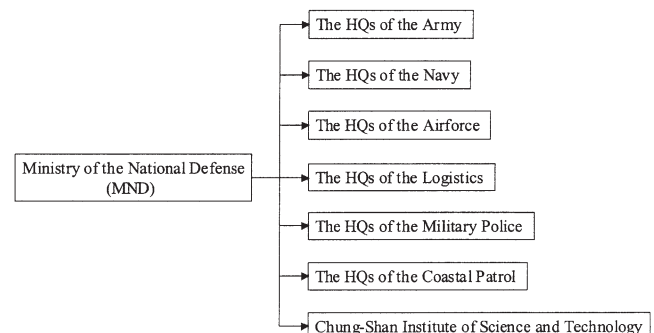 The HQs of the Army
The HQs of the Navy
The HQs of the Airforce
Ministry of the National Defense
(MND)
The HQs of the Logistics
The HQs of the Military Police
The HQs of the Coastal Patrol
Chung-Shan Institute of Science and Technology